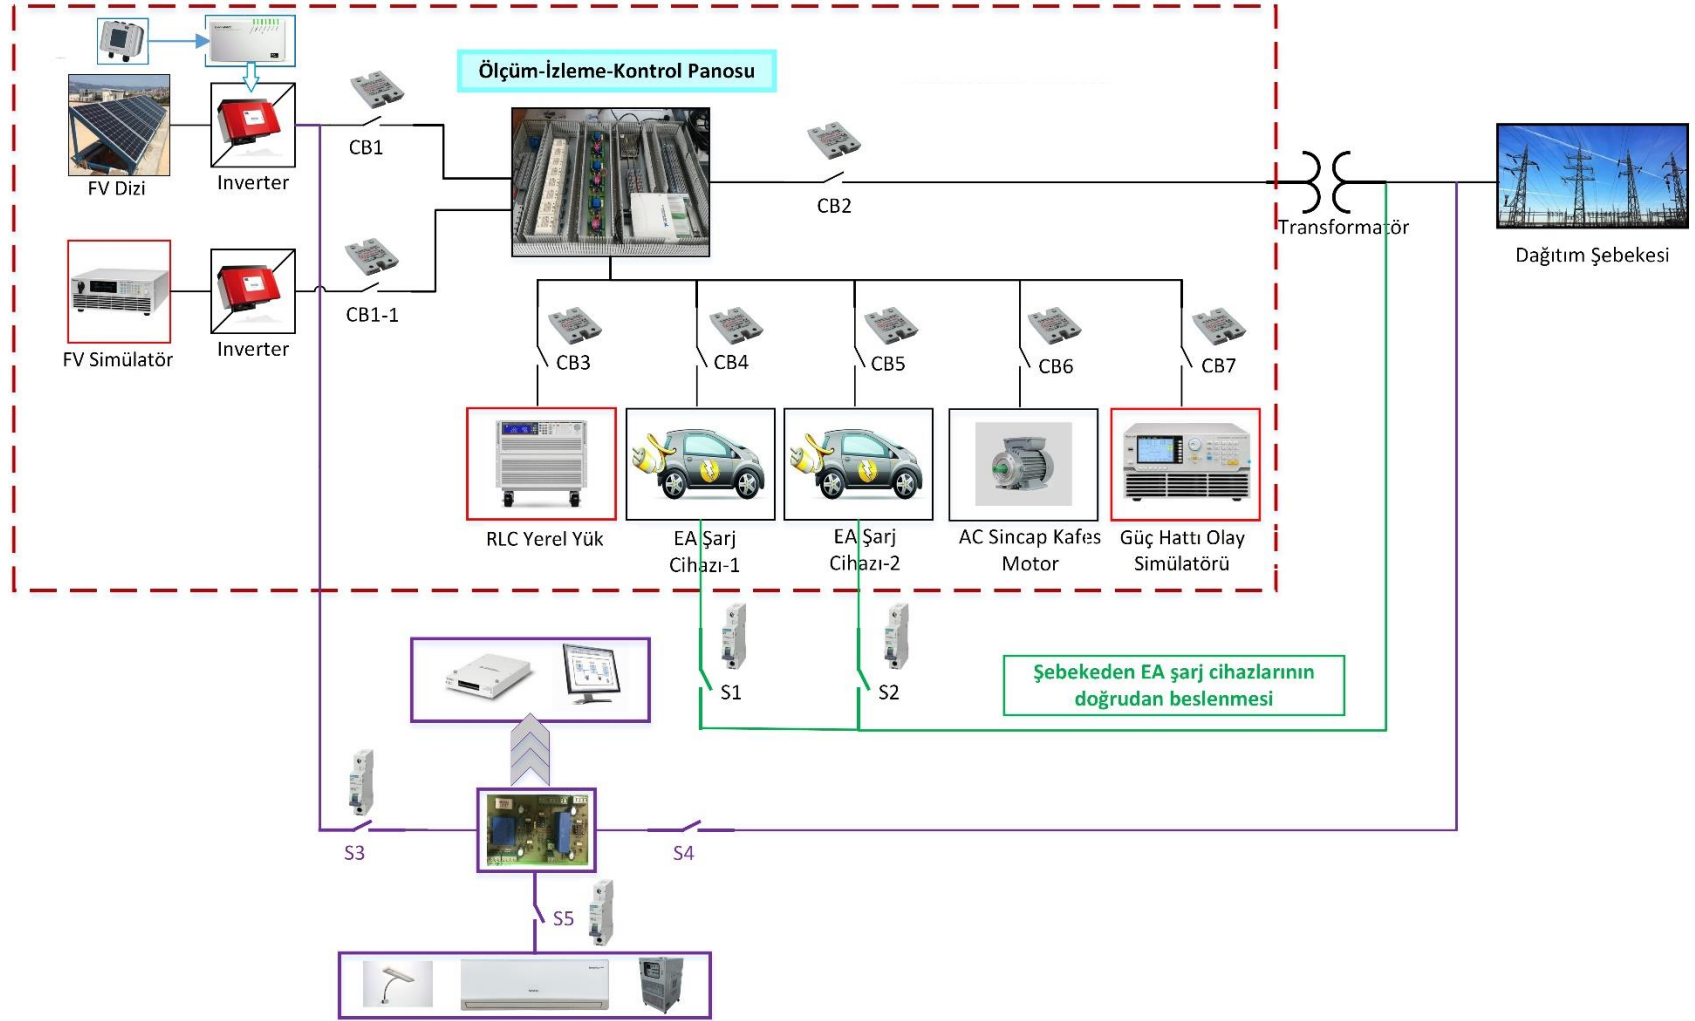 Ölçüm-İzleme-Kontrol Panosu
CB1
CB2
FV Dizi
Inverter
Transformatör
Dağıtım Şebekesi
CB1-1
FV Simülatör
Inverter
CB3
CB4
CB5
CB6
CB7
RLC Yerel Yük
EA Şarj
Cihazı-1
EA Şarj
Cihazı-2
AC Sincap Kafes
Motor
Güç Hattı Olay
Simülatörü
S1
S2
Şebekeden EA şarj cihazlarının
doğrudan beslenmesi
S3
S4
S5